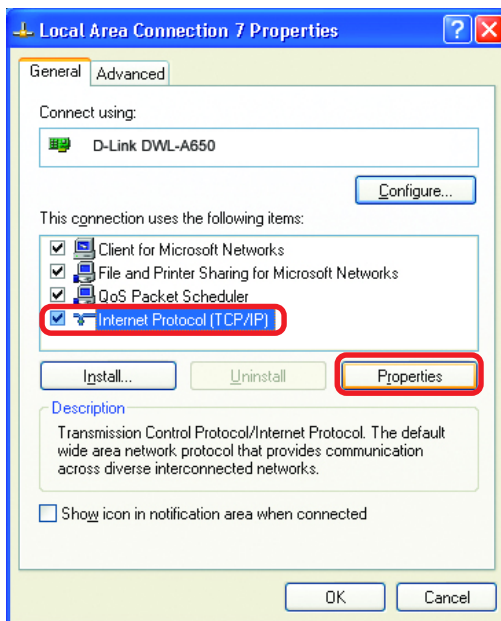 Local Area Connection 7 Properties
General Advanced
Connect using:
D-Link DWL-A650
Configure...
This connection uses the following items:
Client for Microsoft Networks
File and Printer Sharing for Microsoft Networks
QoS Packet Scheduler
Internet Protocol (TCP/IP)
Install... Uninstall Properties
Description
Transmission Control Protocol/Internet Protocol. The default
wide area network protocol that provides communication
across diverse interconnected networks.
Show icon in notification area when connected
OK Cancel